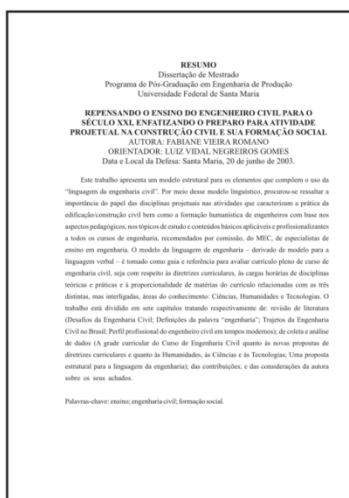 RESUMO
Dissertação de Mestrado
Programa de Pós-Graduação em Engenharia de Produção
Universidade Federal de Santa Maria
REPENSANDO O ENSINO DO ENGENHEIRO CIVIL PARA O
SÉCULO XXI, ENFATIZANDO O PREPARO PARA ATIVIDADE
PROJETUAL NA CONSTRUÇÃO CIVIL E SUA FORMAÇÃO SOCIAL
AUTORA: FABIANE VIEIRA ROMANO
ORIENTADOR: LUIZ VIDAL NEGREIROS GOMES
Data e Local da Defesa: Santa Maria, 20 de junho de 2003.
Este trabalho apresenta um modelo estrutural para os elementos que compõem o uso da
"linguagem da engenharia civil". Por meio desse modelo linguístico, procurou-se ressaltar a
importância do papel das disciplinas projetuais nas atividades que caracterizam a prática da
edificação/construção civil bem como a formação humanística de engenheiros com base nos
aspectos pedagógicos, nos tópicos de estudo e conteúdos básicos aplicáveis e profissionalizantes
a todos os cursos de engenharia, recomendados por comissão, do MEC, de especialistas de
ensino em engenharia. O modelo da linguagem de engenharia – derivado de modelo para a
linguagem verbal – é tomado como guia e referência para avaliar currículo pleno de curso de
engenharia civil, seja com respeito às diretrizes curriculares, às cargas horárias de disciplinas
teóricas e práticas e à proporcionalidade de matérias do currículo relacionadas com as três
distintas, mas interligadas, áreas do conhecimento: Ciências, Humanidades e Tecnologias. O
trabalho está dividido em sete capítulos tratando respectivamente de: revisão de literatura
(Desafios da Engenharia Civil; Definições da palavra "engenharia"; Trajetos da Engenharia
Civil no Brasil; Perfil profissional do engenheiro civil em tempos modernos); de coleta e análise
de dados (A grade curricular do Curso de Engenharia Civil quanto às novas propostas de
diretrizes curriculares e quanto às Humanidades, às Ciências e às Tecnologias; Uma proposta
estrutural para a linguagem da engenharia); das contribuições; e das considerações da autora
sobre os seus achados.
Palavras-chave: ensino; engenharia civil; formação social.